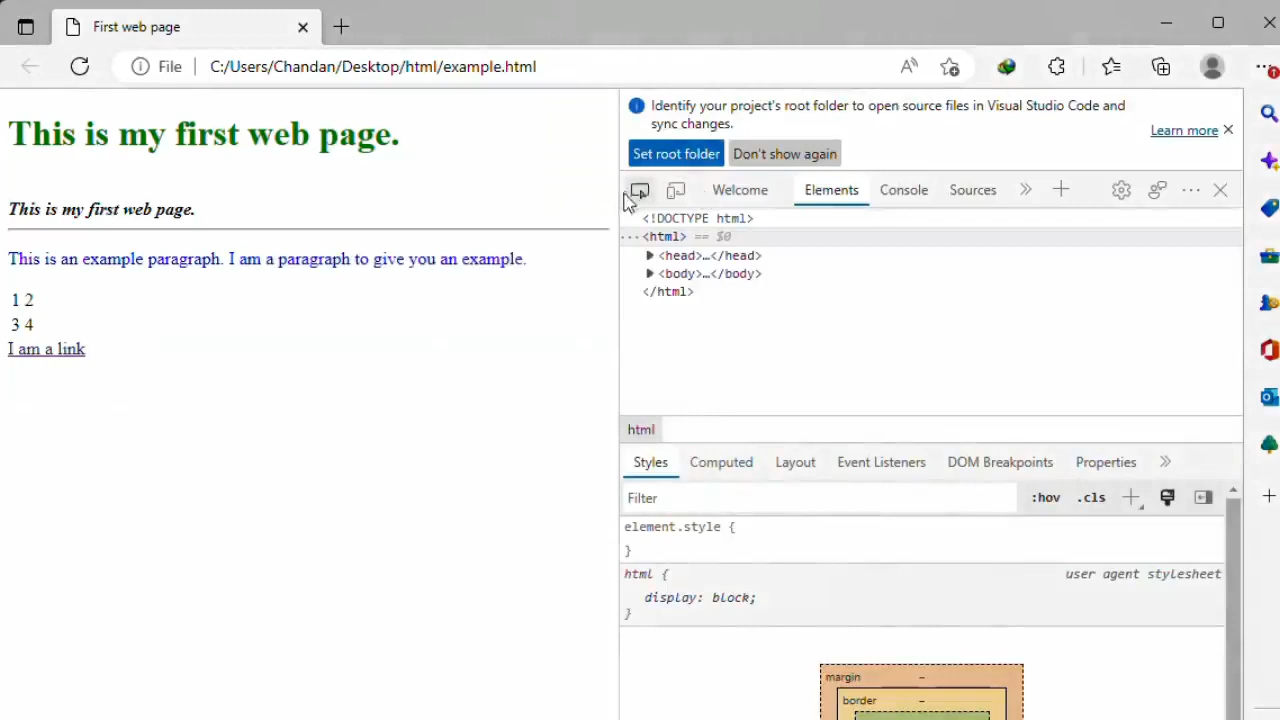 First web page
File
C:/Users/Chandan/Desktop/html/example.html
This is my first web page.
This is my first web page.
This is an example paragraph. I am a paragraph to give you an example.
1 2
3 4
I am a link
Identify your project's root folder to open source files in Visual Studio Code and
sync changes.
Learn more
Set root folder
Don't show again
Welcome
Elements
Console
Sources
<!DOCTYPE html>
···<html> == $0
<head>…</head>
<body>…</body>
</html>
html
Styles
Computed
Layout
Event Listeners
DOM Breakpoints
Properties
Filter
:hov
.cls
element.style {
}
html {
user agent stylesheet
display: block;
}
margin
-
border
-